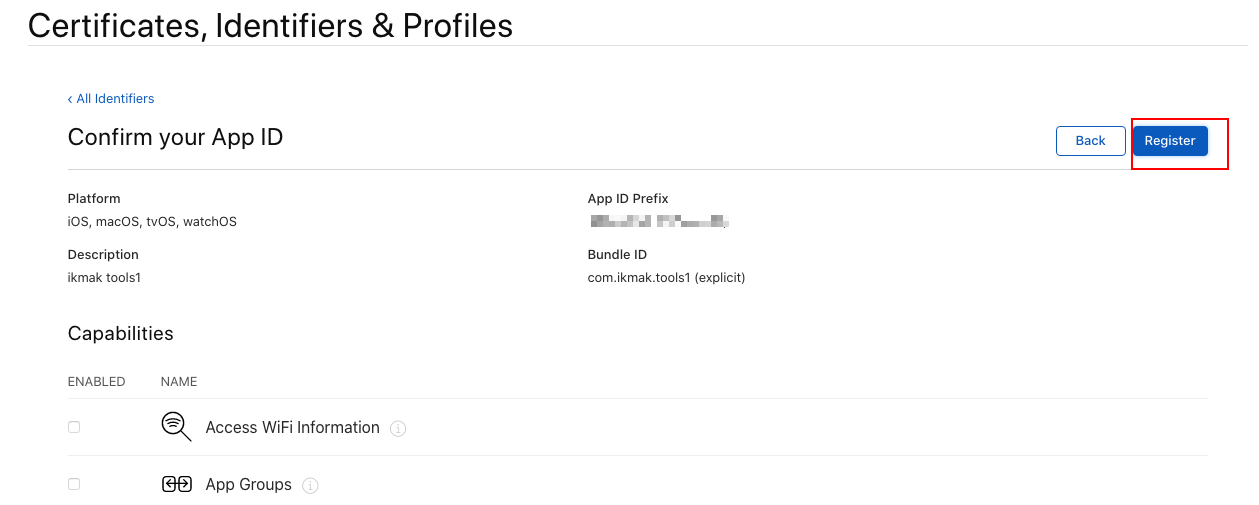 Certificates, Identifiers & Profiles
‹ All Identifiers
Confirm your App ID
Back
Register
Platform
App ID Prefix
iOS, macOS, tvOS, watchOS
Description
Bundle ID
ikmak tools1
com.ikmak.tools1 (explicit)
Capabilities
ENABLED NAME
Access WiFi Information
App Groups